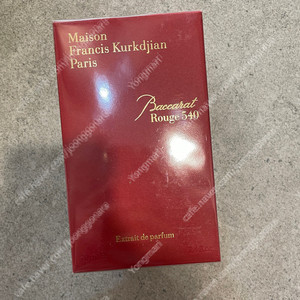 Maison
Francis Kurkdjian
Paris
Baccarat
Rouge 540
Extrait de parfum